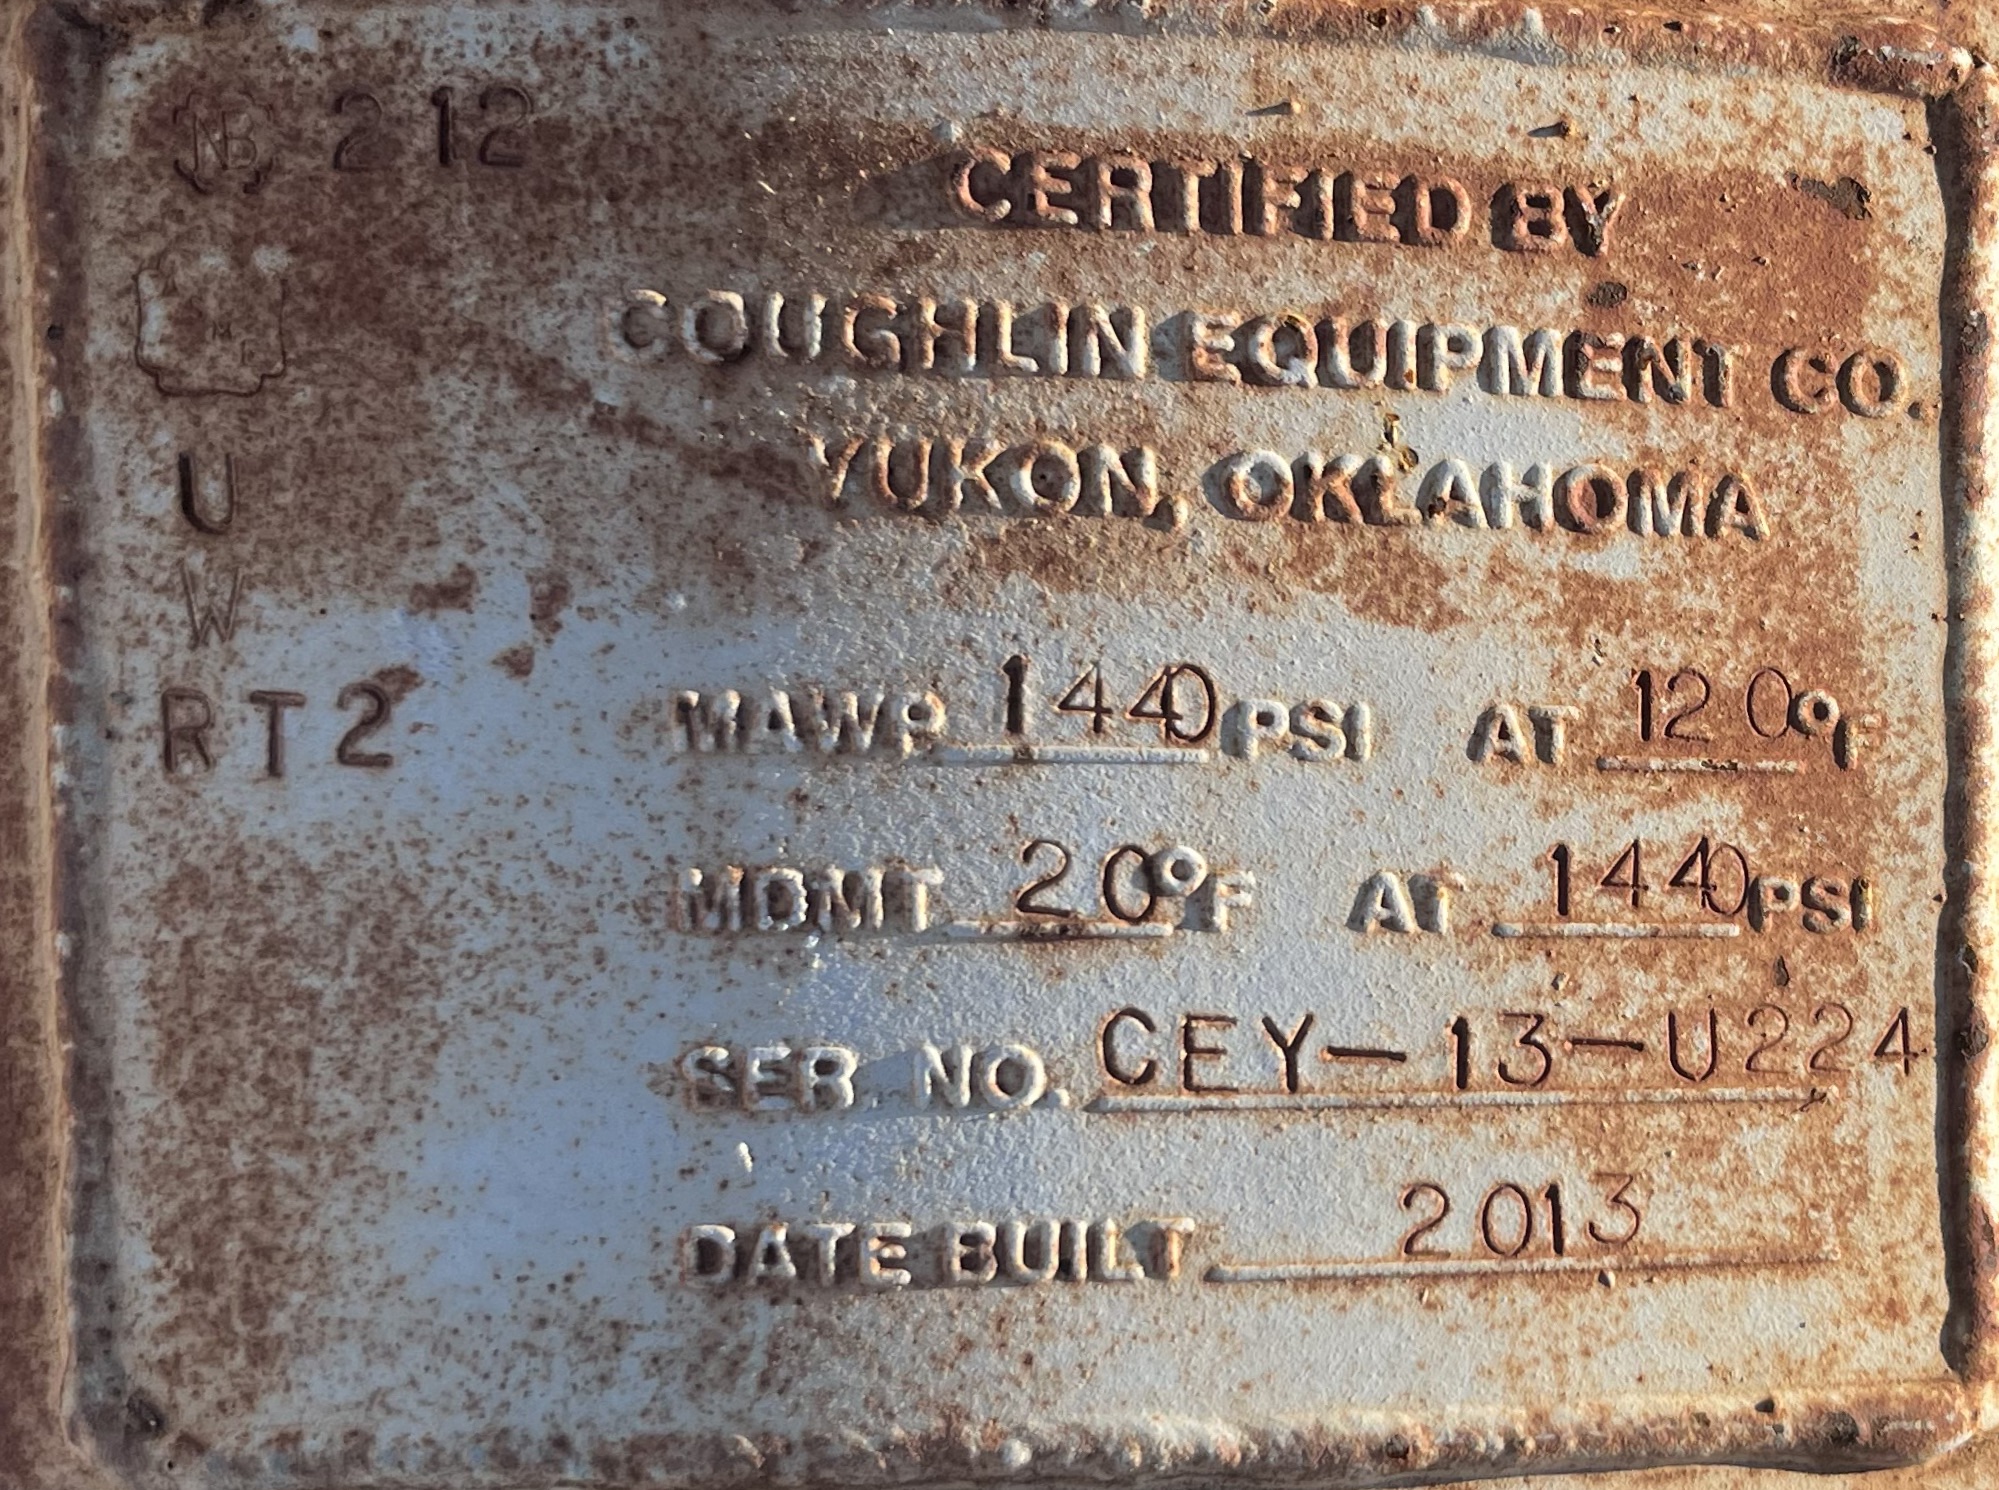 NB 212
CERTIFIED BY
COUGHLIN EQUIPMENT CO.
YUKON, OKLAHOMA
U
W
RT2
MAWP 1440 PSI AT 120°F
MDMT 20°F AT 1440 PSI
SER. NO. CEY-13-U224
DATE BUILT 2013